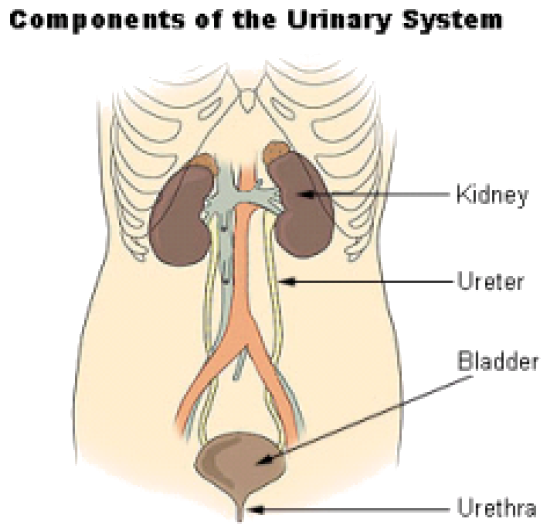 Components of the Urinary System
Kidney
Ureter
Bladder
Urethra